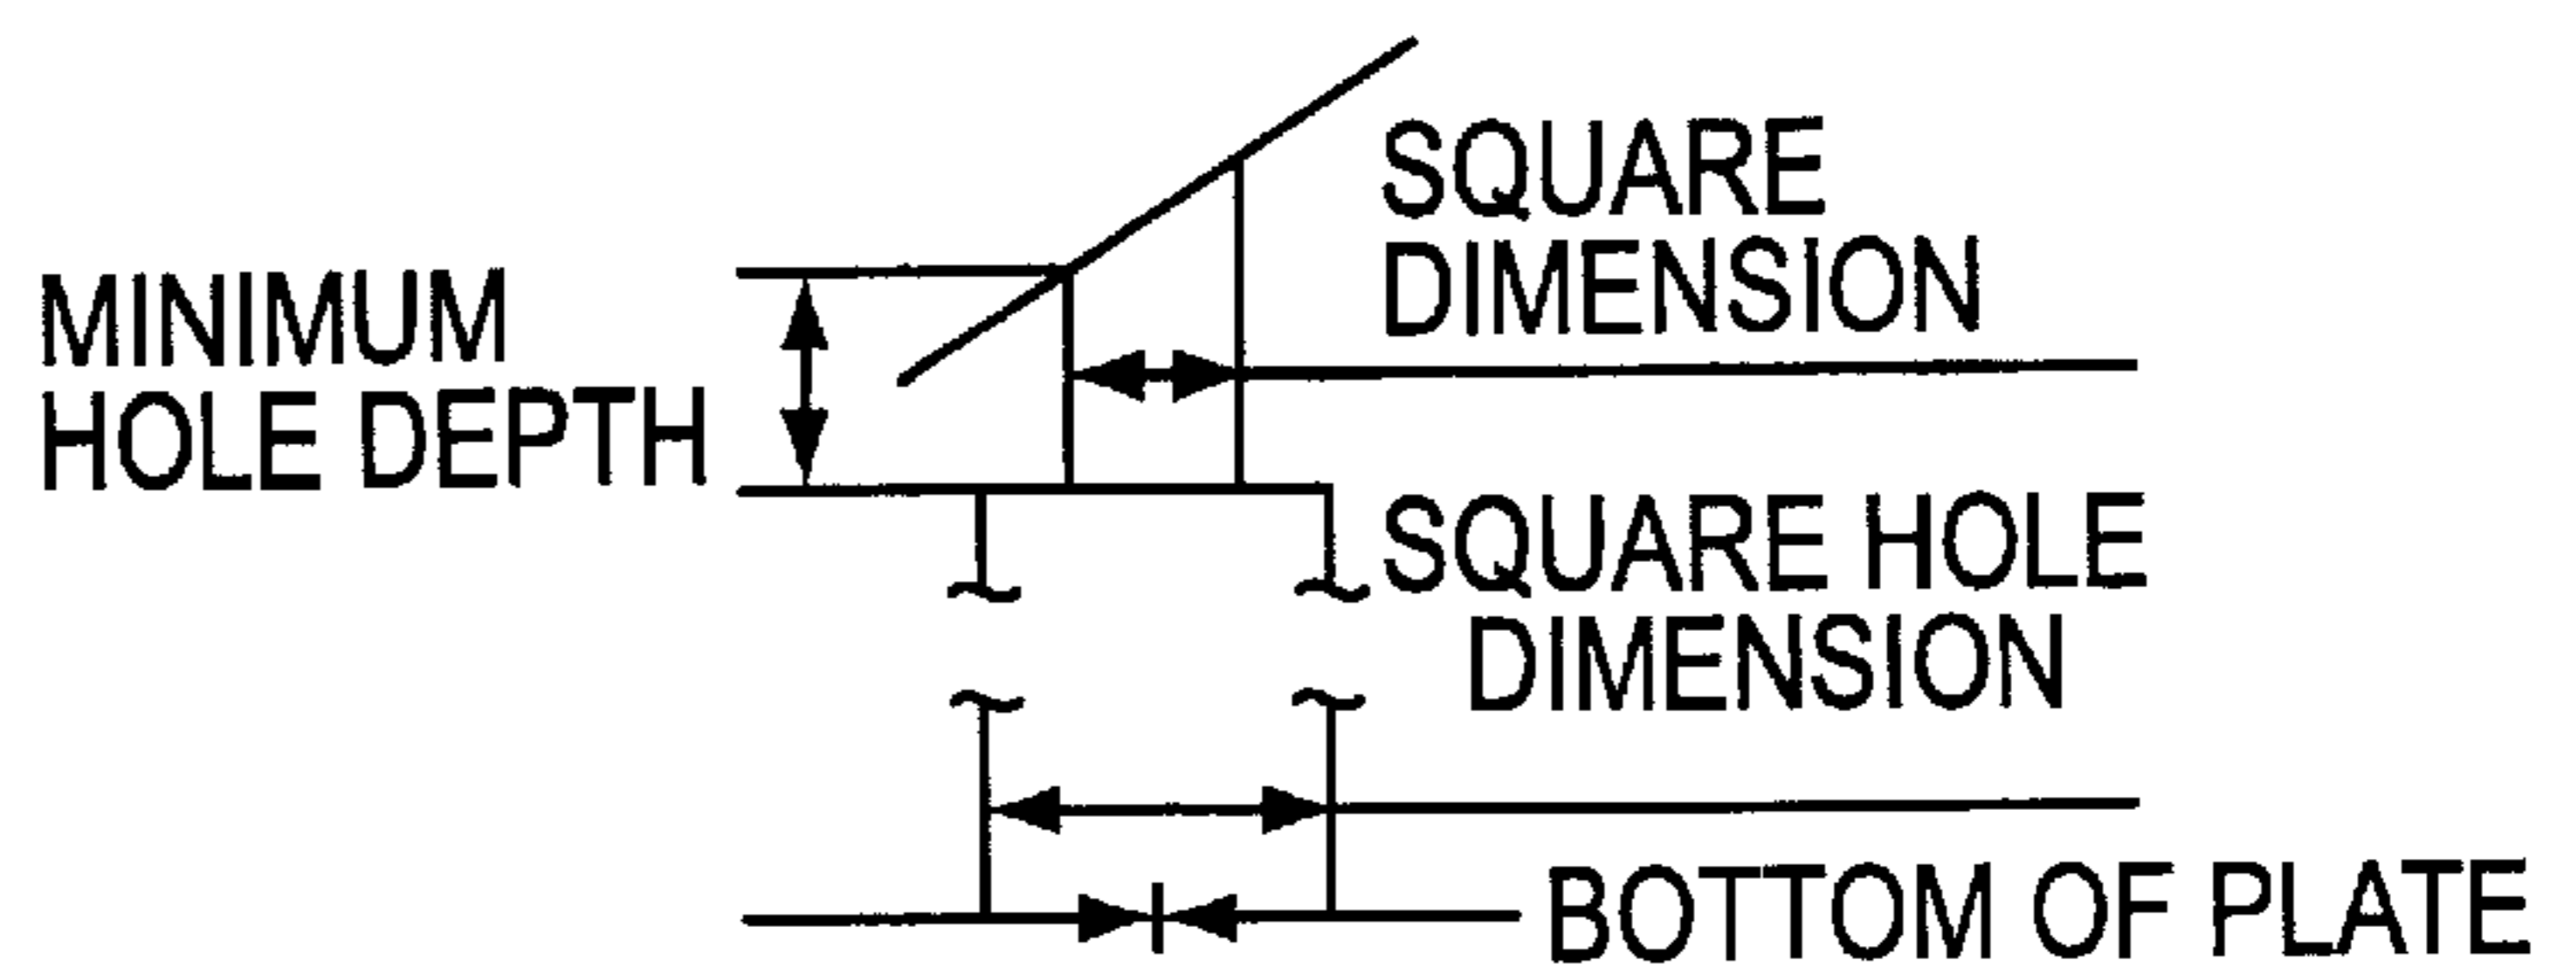 SQUARE
DIMENSION
MINIMUM
HOLE DEPTH
SQUARE HOLE
DIMENSION
BOTTOM OF PLATE